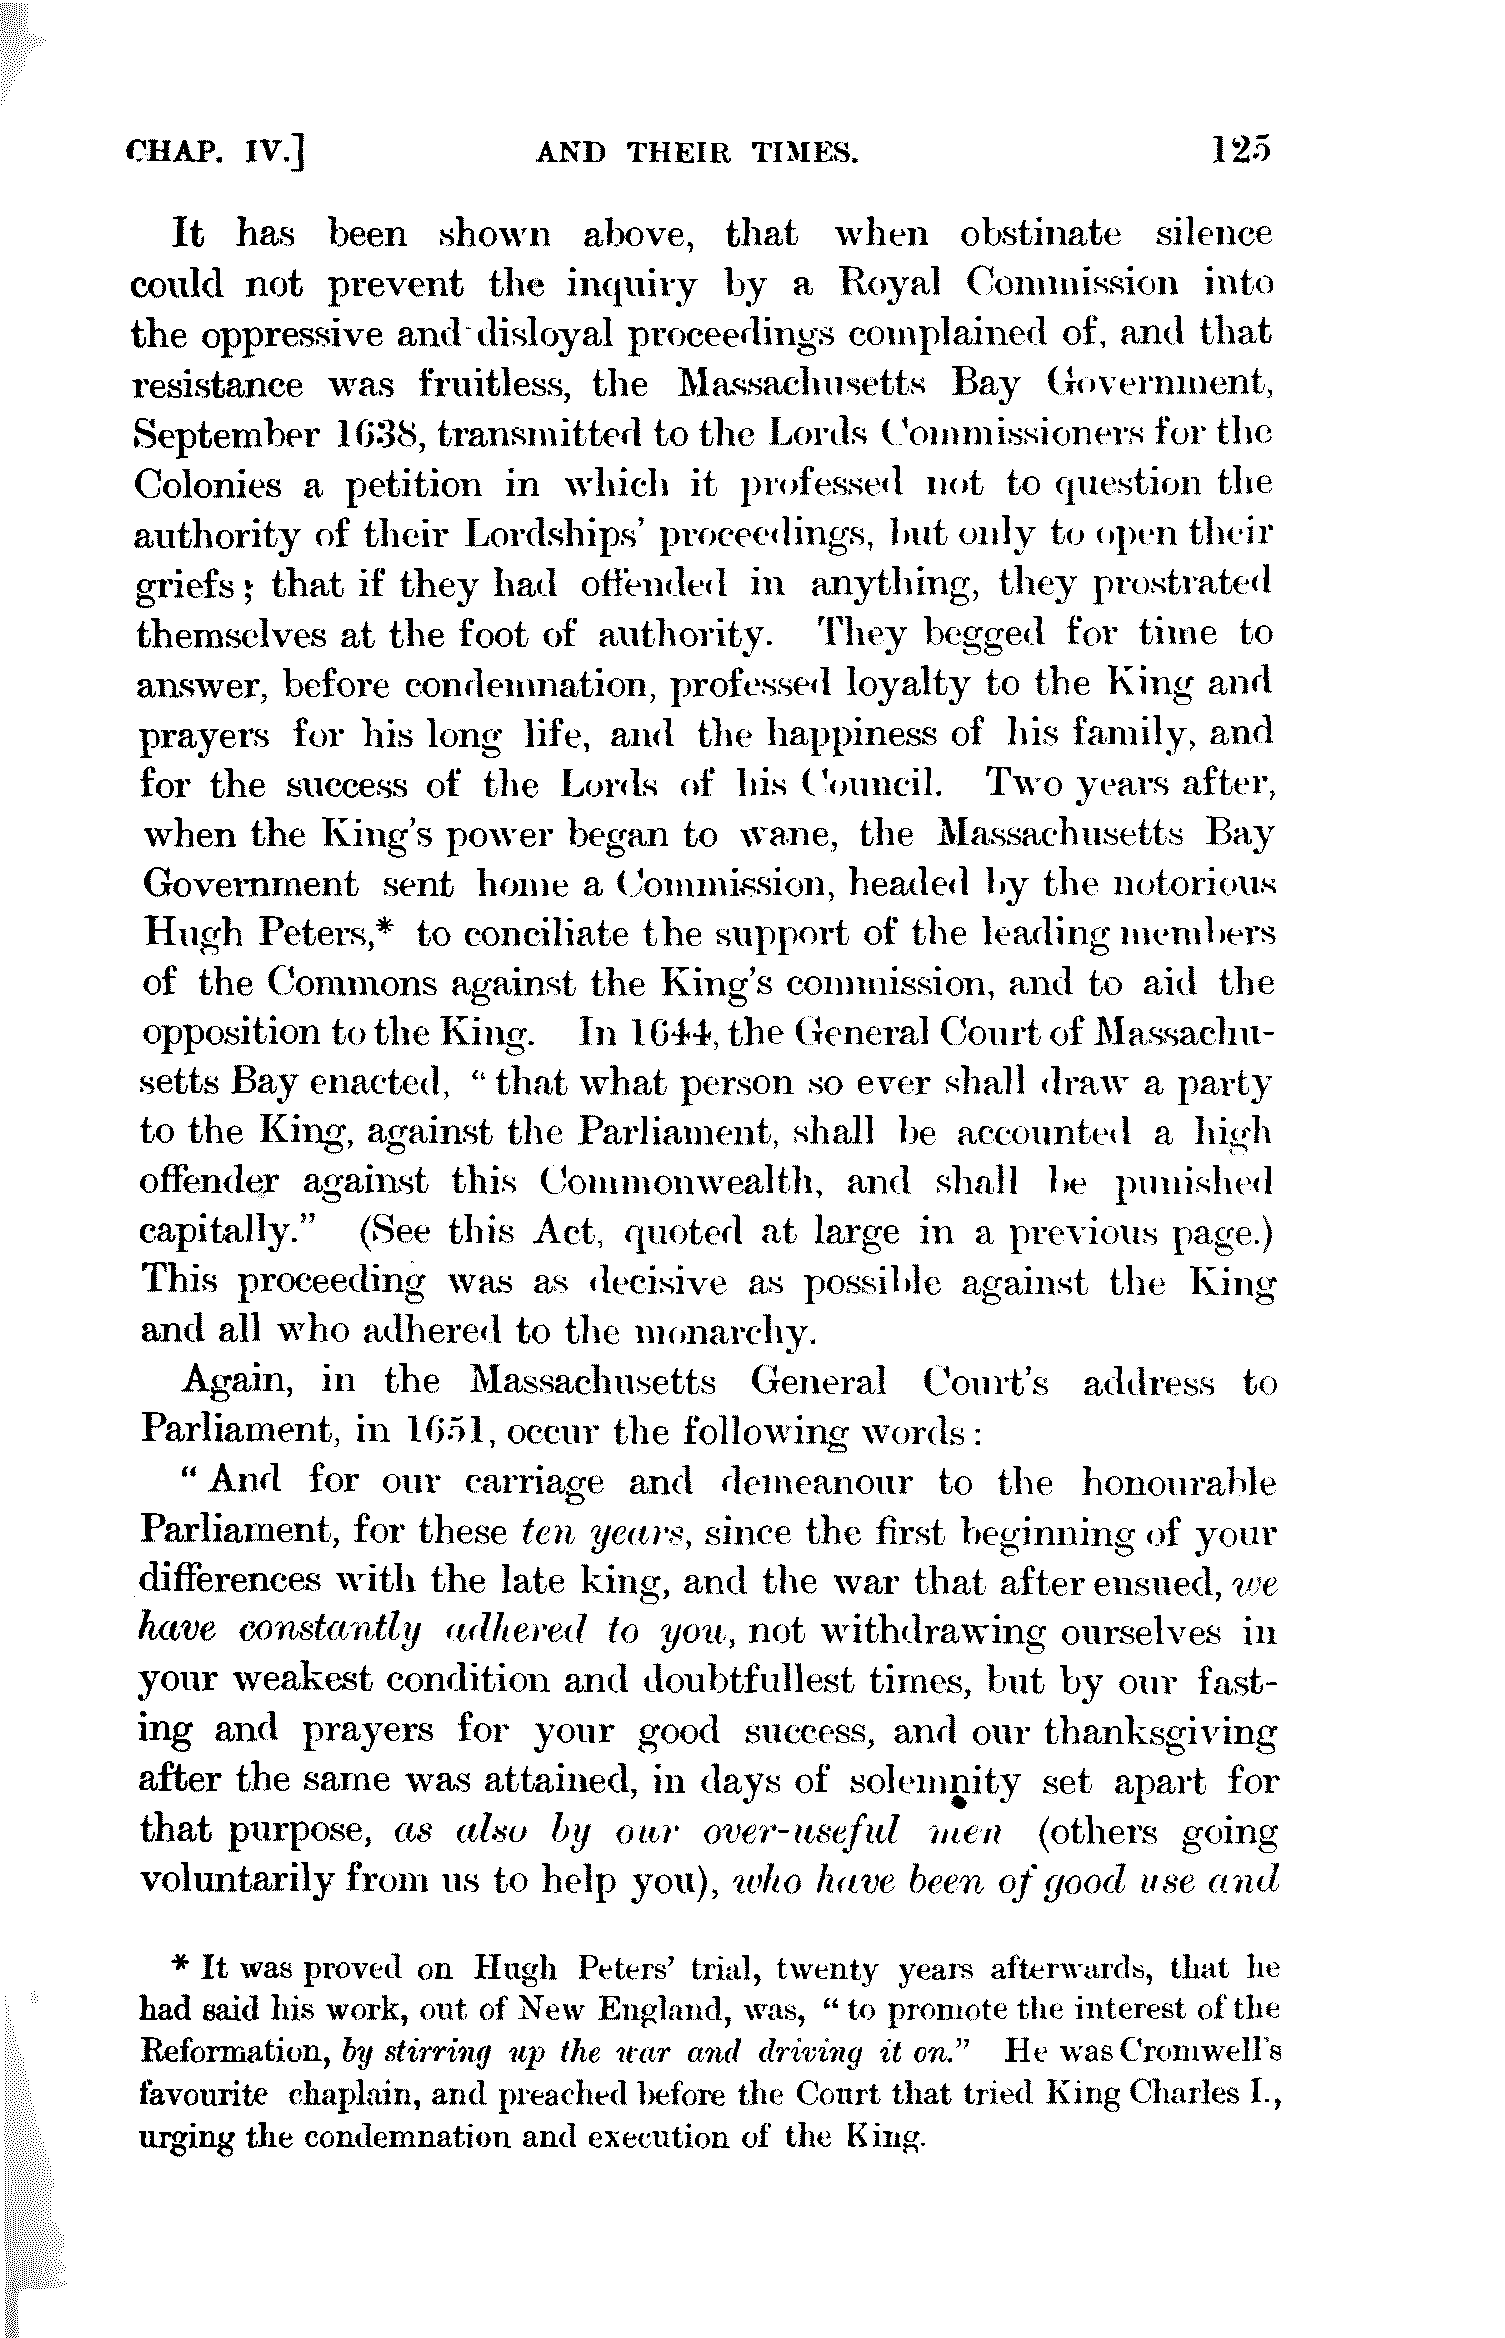 CHAP. IV.] AND THEIR TIMES. 125
It has been shown above, that when obstinate silence
could not prevent the inquiry by a Royal Commission into
the oppressive and disloyal proceedings complained of, and that
resistance was fruitless, the Massachusetts Bay Government,
September 1638, transmitted to the Lords Commissioners for the
Colonies a petition in which it professed not to question the
authority of their Lordships' proceedings, but only to open their
griefs; that if they had offended in anything, they prostrated
themselves at the foot of authority. They begged for time to
answer, before condemnation, professed loyalty to the King and
prayers for his long life, and the happiness of his family, and
for the success of the Lords of his Council. Two years after,
when the King's power began to wane, the Massachusetts Bay
Government sent home a Commission, headed by the notorious
Hugh Peters,* to conciliate the support of the leading members
of the Commons against the King's commission, and to aid the
opposition to the King. In 1644, the General Court of Massachu-
setts Bay enacted, "that what person so ever shall draw a party
to the King, against the Parliament, shall be accounted a high
offender against this Commonwealth, and shall be punished
capitally." (See this Act, quoted at large in a previous page.)
This proceeding was as decisive as possible against the King
and all who adhered to the monarchy.
Again, in the Massachusetts General Court's address to
Parliament, in 1651, occur the following words:
"And for our carriage and demeanour to the honourable
Parliament, for these ten years, since the first beginning of your
differences with the late king, and the war that after ensued, we
have constantly adhered to you, not withdrawing ourselves in
your weakest condition and doubtfullest times, but by our fast-
ing and prayers for your good success, and our thanksgiving
after the same was attained, in days of solemnity set apart for
that purpose, as also by our over-useful men (others going
voluntarily from us to help you), who have been of good use and
* It was proved on Hugh Peters' trial, twenty years afterwards, that he
had said his work, out of New England, was, "to promote the interest of the
Reformation, by stirring up the war and driving it on." He was Cromwell's
favourite chaplain, and preached before the Court that tried King Charles I.,
urging the condemnation and execution of the King.